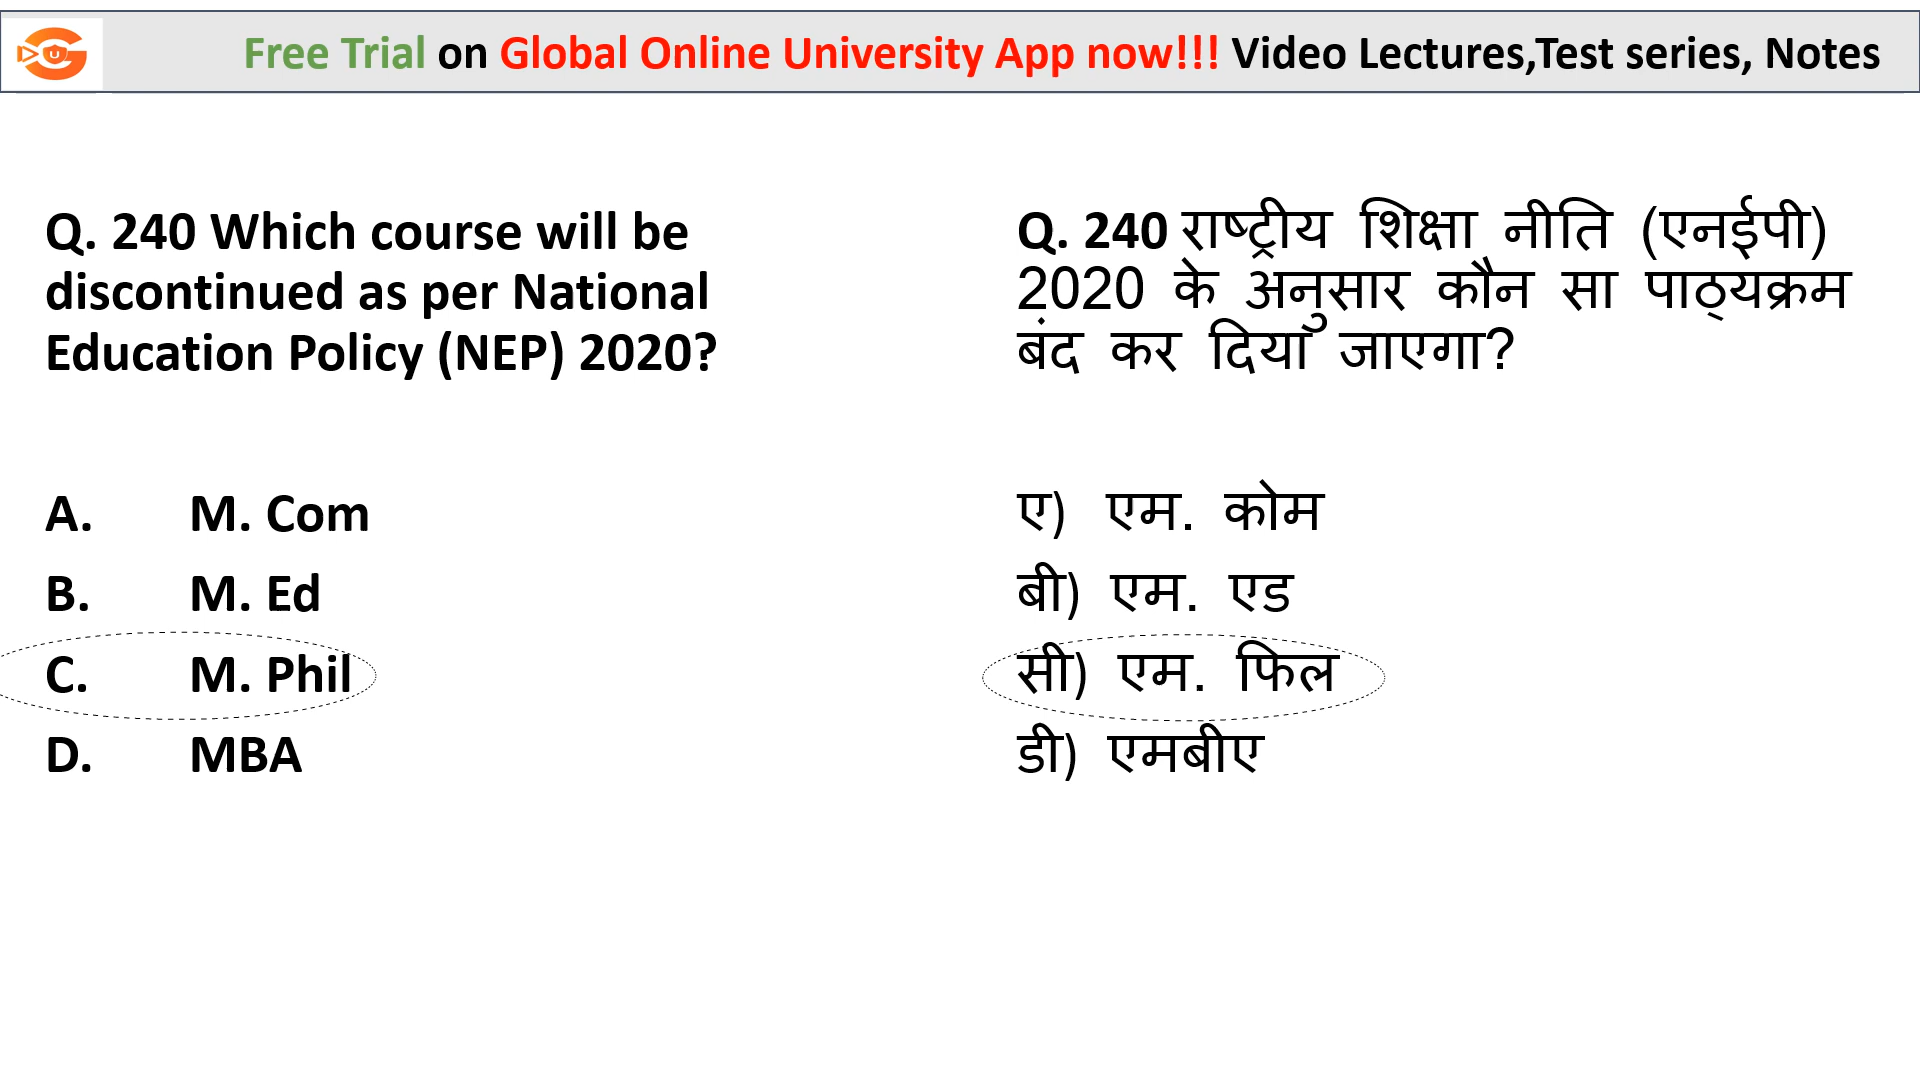 Free Trial on Global Online University App now!!! Video Lectures,Test series, Notes
Q. 240 Which course will be
discontinued as per National
Education Policy (NEP) 2020?
A. M. Com
B. M. Ed
C. M. Phil
D. MBA
Q. 240 राष्ट्रीय शिक्षा नीति (एनईपी)
2020 के अनुसार कौन सा पाठ्यक्रम
बंद कर दिया जाएगा?
ए) एम. कोम
बी) एम. एड
सी) एम. फिल
डी) एमबीए